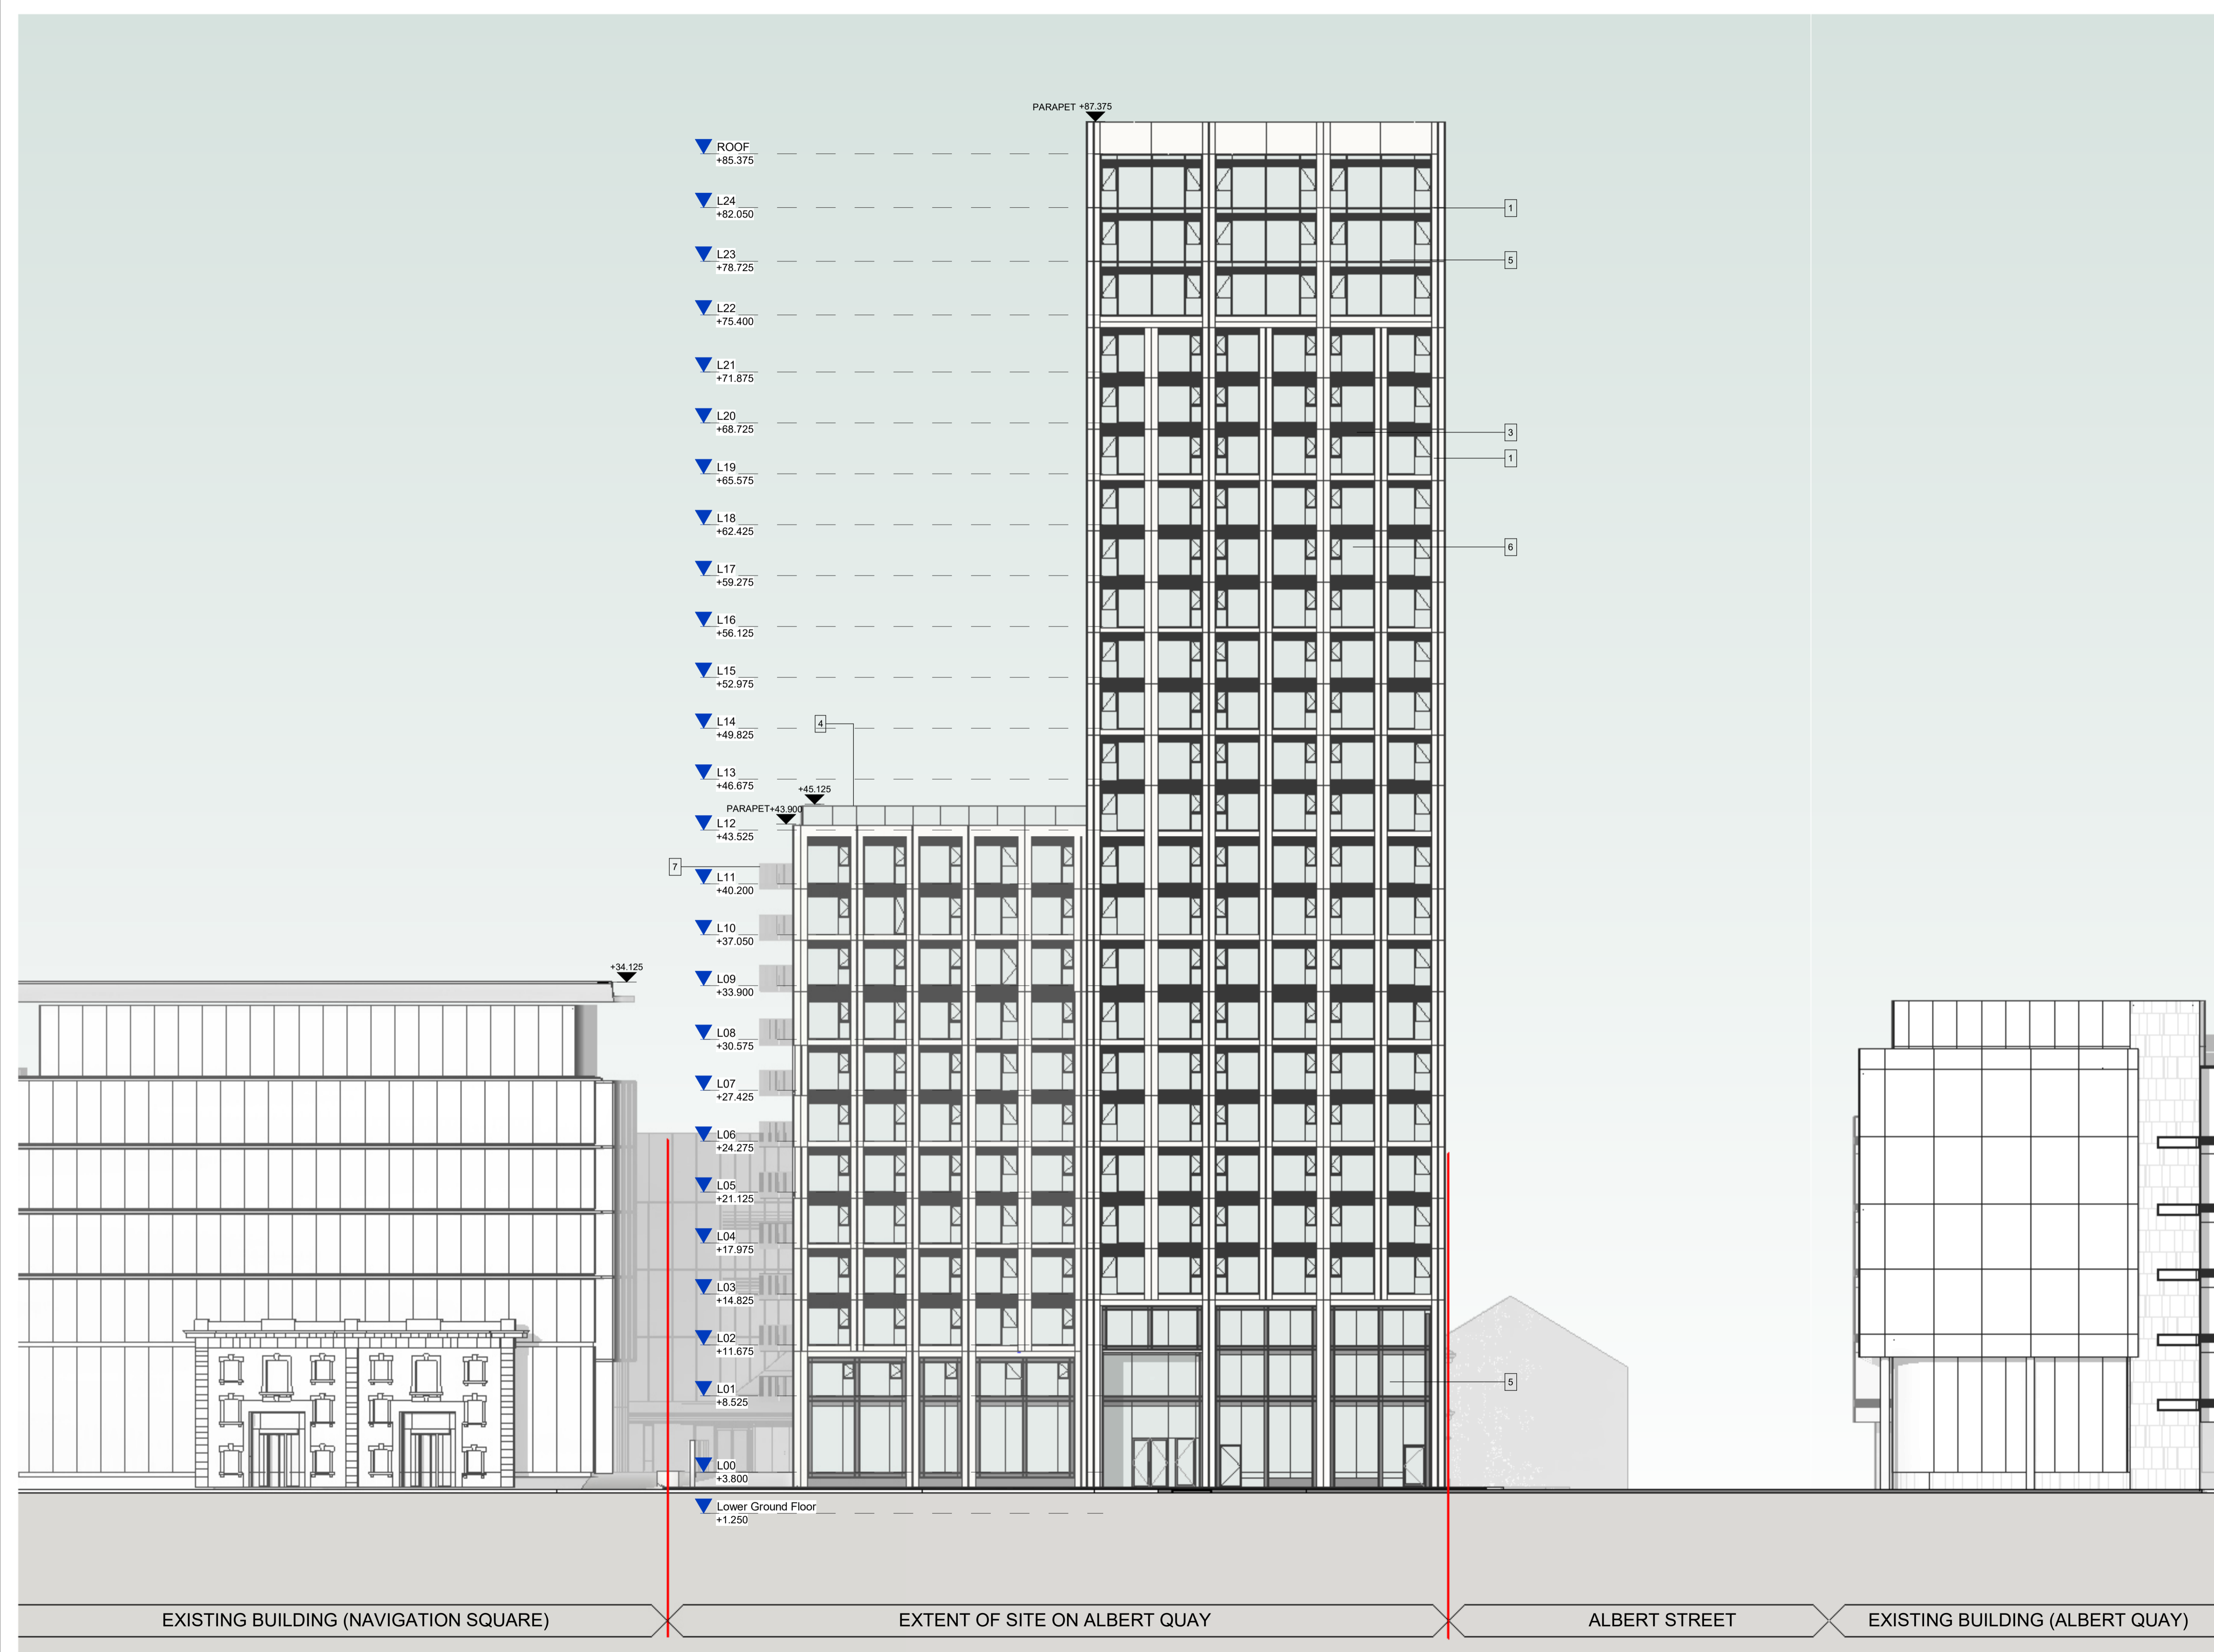 PARAPET +87.375
ROOF
+85.375
L24
+82.050
1
L23
+78.725
5
L22
+75.400
L21
+71.875
L20
+68.725
3
L19
+65.575
1
L18
+62.425
6
L17
+59.275
L16
+56.125
L15
+52.975
L14
+49.825
4
L13
+46.675
+45.125
PARAPET+43.900
L12
+43.525
7
L11
+40.200
L10
+37.050
+34.125
L09
+33.900
L08
+30.575
L07
+27.425
L06
+24.275
L05
+21.125
L04
+17.975
L03
+14.825
L02
+11.675
L01
+8.525
5
L00
+3.800
Lower Ground Floor
+1.250
EXISTING BUILDING (NAVIGATION SQUARE)
EXTENT OF SITE ON ALBERT QUAY
ALBERT STREET
EXISTING BUILDING (ALBERT QUAY)